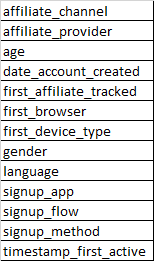 affiliate_channel
affiliate_provider
age
date_account_created
first_affiliate_tracked
first_browser
first_device_type
gender
language
signup_app
signup_flow
signup_method
timestamp_first_active